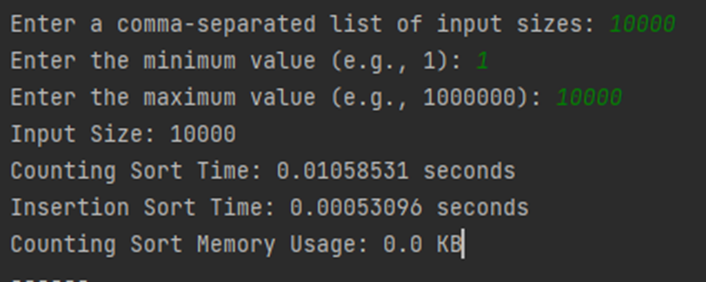 Enter a comma-separated list of input sizes: 10000
Enter the minimum value (e.g., 1): 1
Enter the maximum value (e.g., 1000000): 10000
Input Size: 10000
Counting Sort Time: 0.01058531 seconds
Insertion Sort Time: 0.00053096 seconds
Counting Sort Memory Usage: 0.0 KB
------